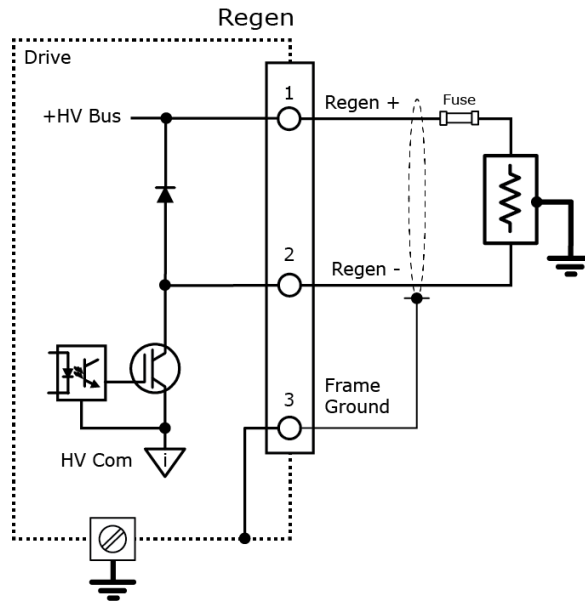 Regen
Drive
1
Regen +
Fuse
+HV Bus
2
Regen -
Frame
Ground
3
HV Com
i